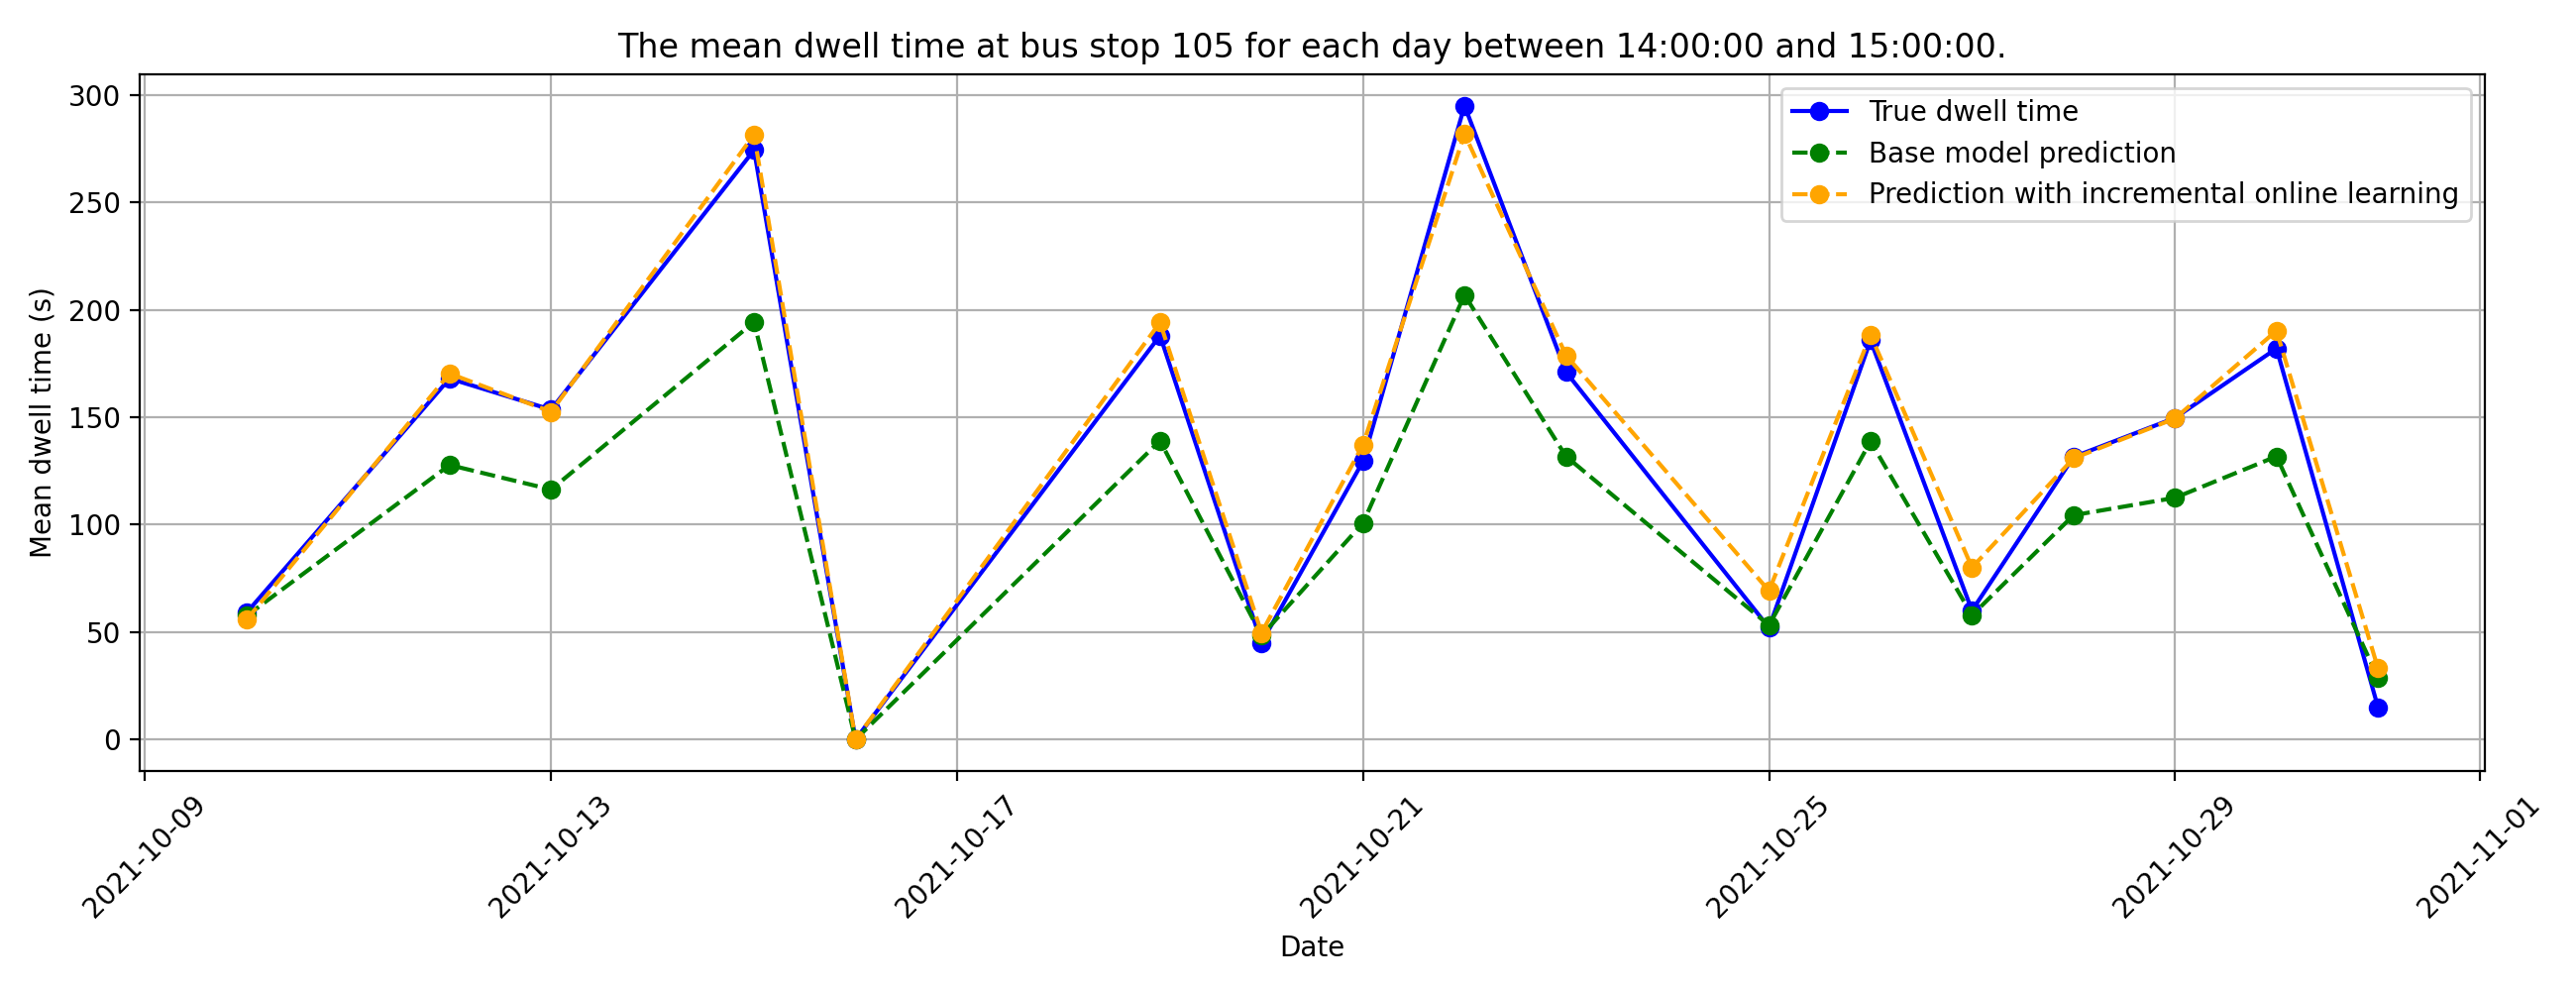 The mean dwell time at bus stop 105 for each day between 14:00:00 and 15:00:00.
True dwell time
Base model prediction
Prediction with incremental online learning
Mean dwell time (s)
300
250
200
150
100
50
0
2021-10-09
2021-10-13
2021-10-17
2021-10-21
2021-10-25
2021-10-29
2021-11-01
Date